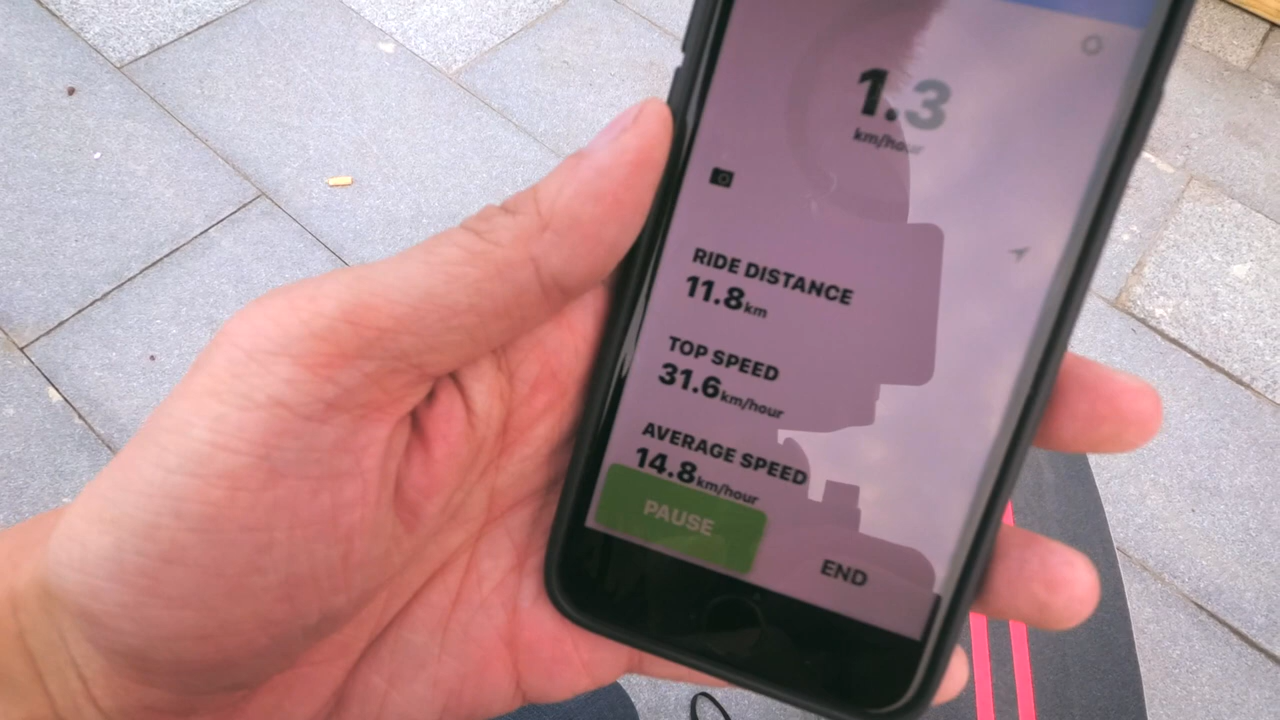 1.3
km/hour
RIDE DISTANCE
11.8km
TOP SPEED
31.6km/hour
AVERAGE SPEED
14.8km/hour
PAUSE
END